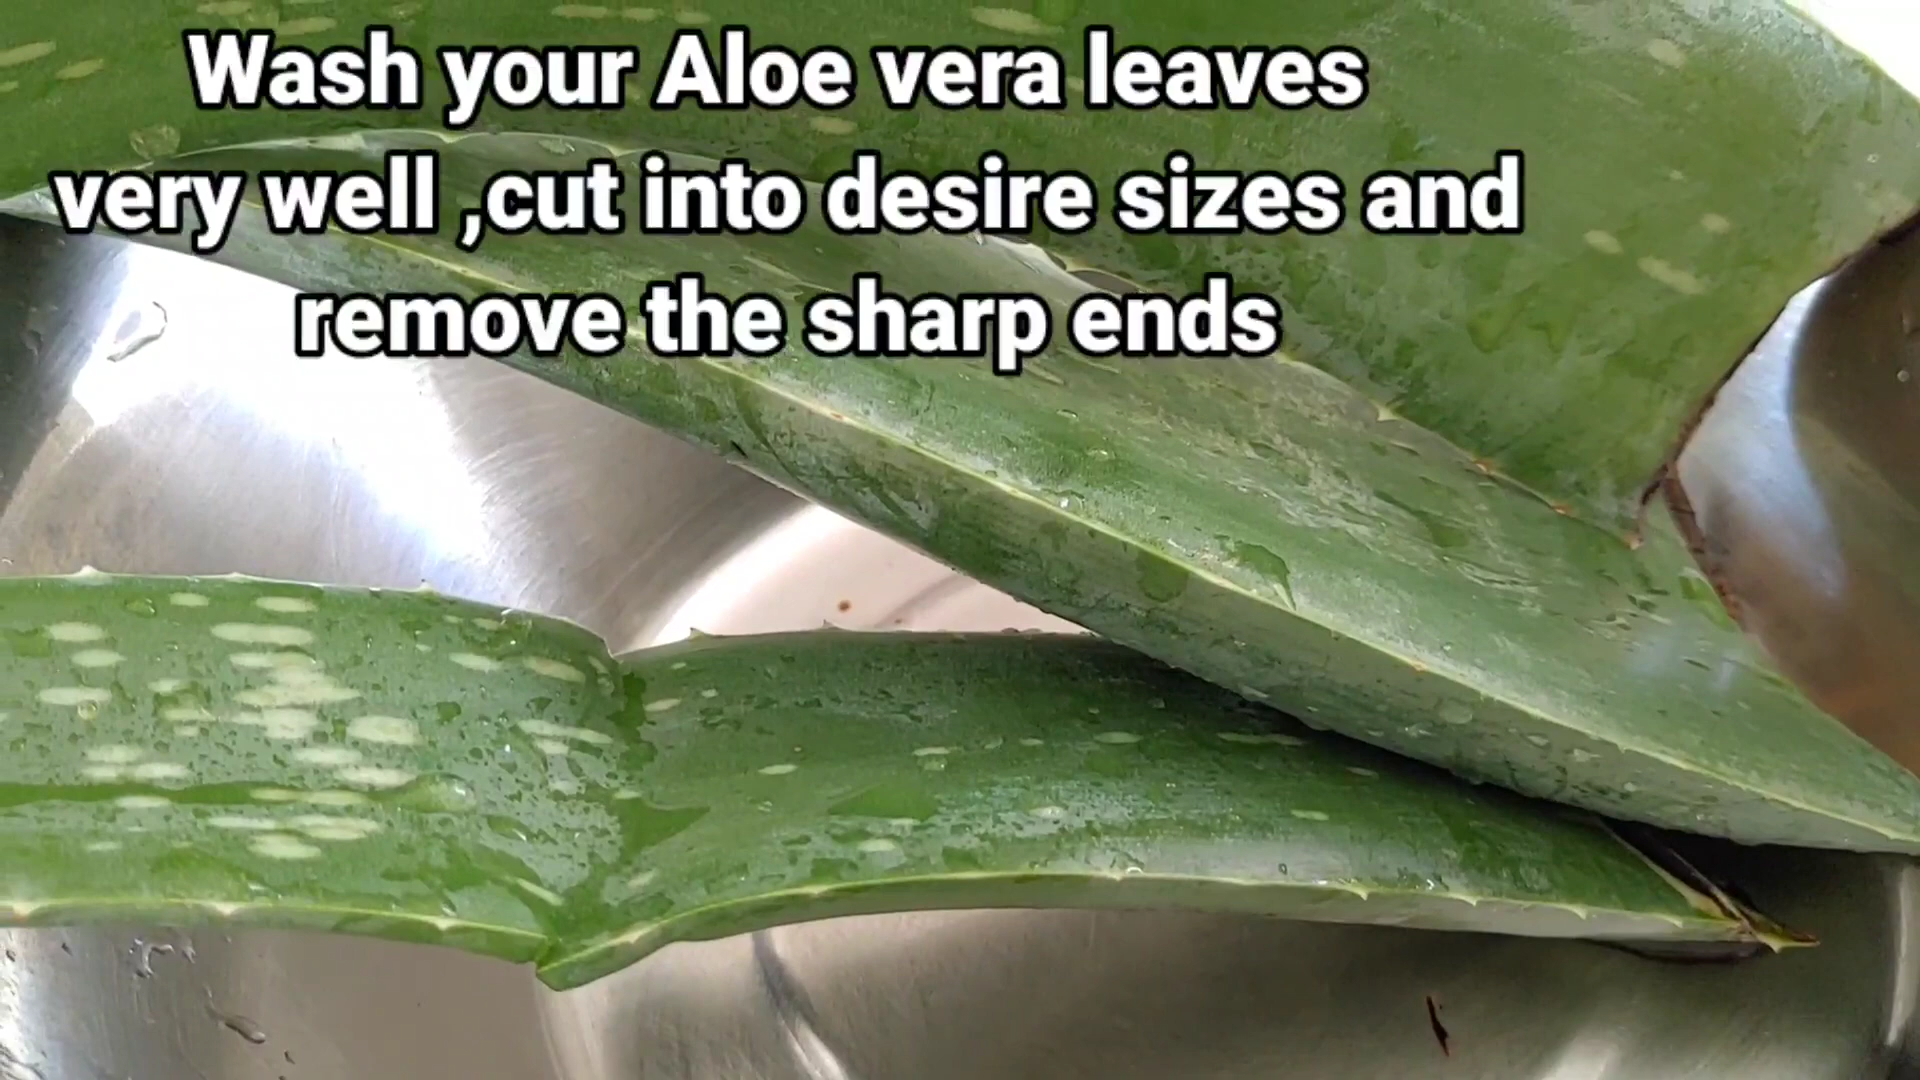 Wash your Aloe vera leaves
very well ,cut into desire sizes and
remove the sharp ends